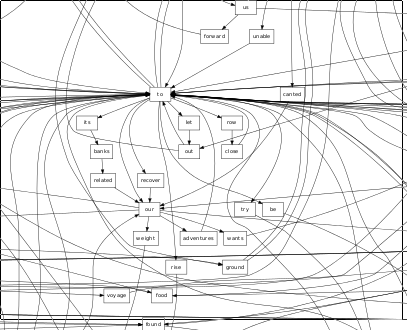 us
forward unable
to canted
its let row
banks out close
related recover
our try be
weight adventures wants
rise ground
voyage food
found